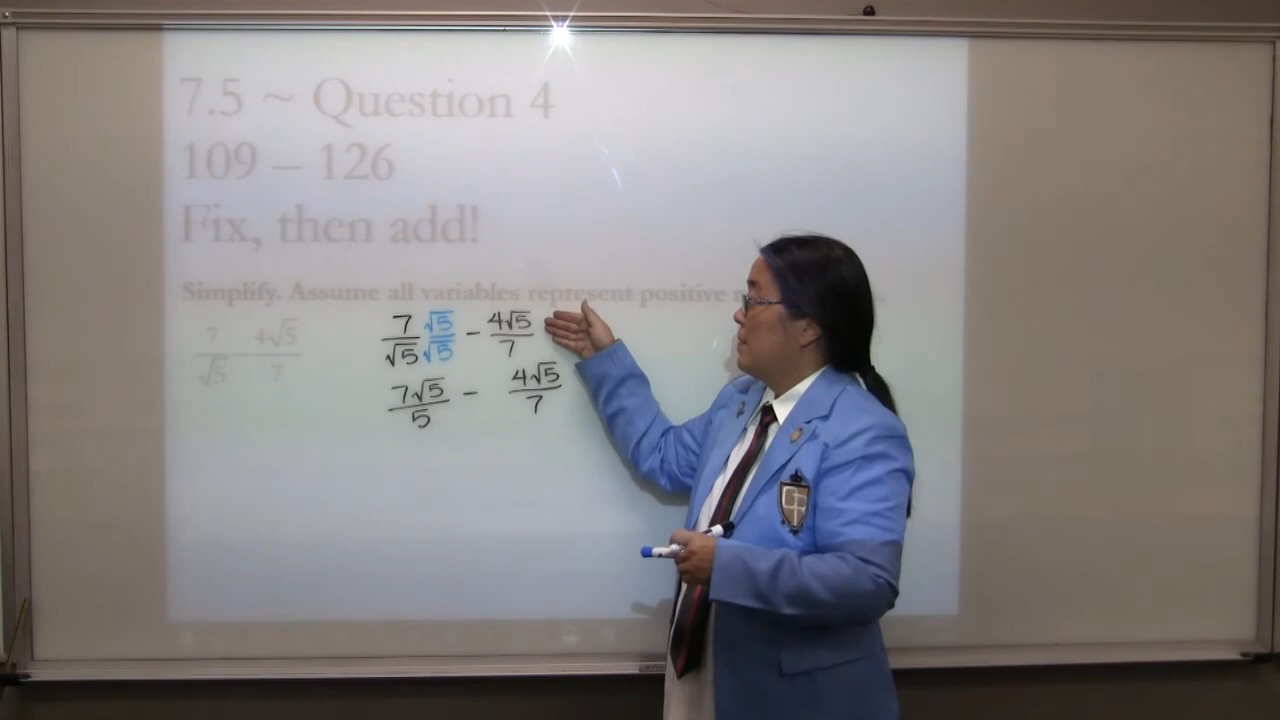 7.5 ~ Question 4
109 – 126
Fix, then add!
Simplify. Assume all variables represent positive
7/√5 4√5/7
7/√5 √5/√5 − 4√5/7
7√5/5 − 4√5/7